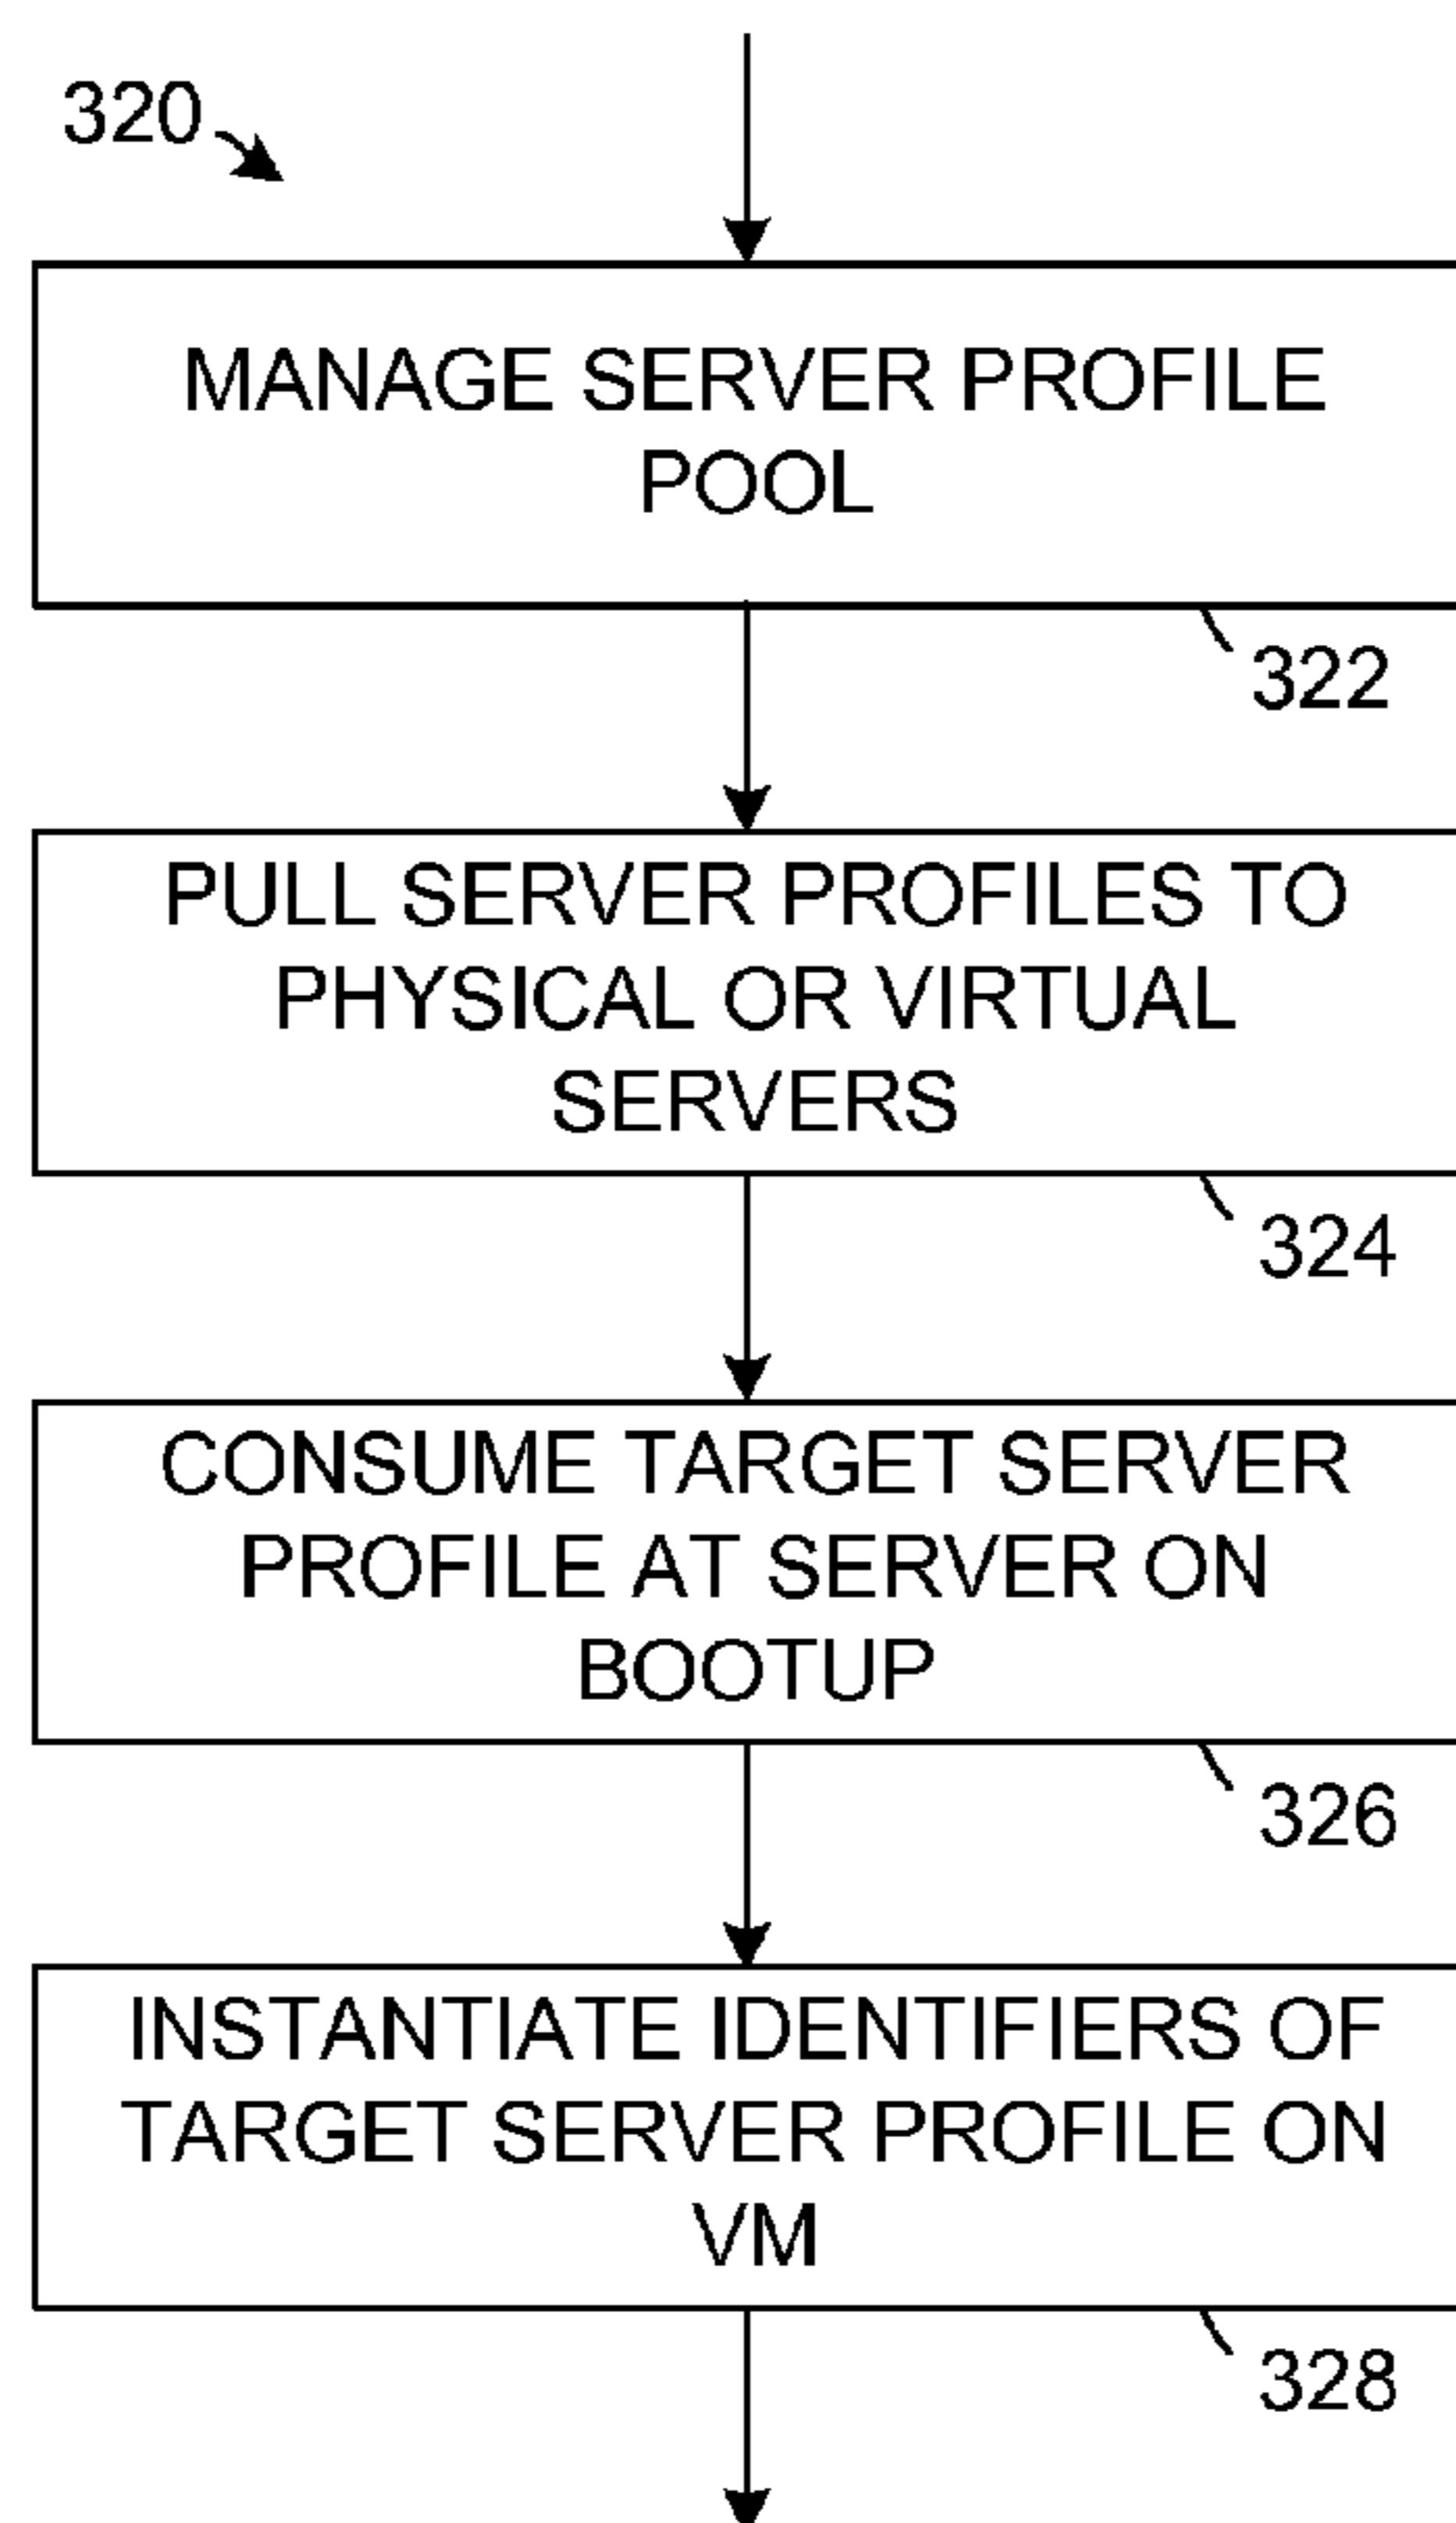 320
MANAGE SERVER PROFILE
POOL
322
PULL SERVER PROFILES TO
PHYSICAL OR VIRTUAL
SERVERS
324
CONSUME TARGET SERVER
PROFILE AT SERVER ON
BOOTUP
326
INSTANTIATE IDENTIFIERS OF
TARGET SERVER PROFILE ON
VM
328